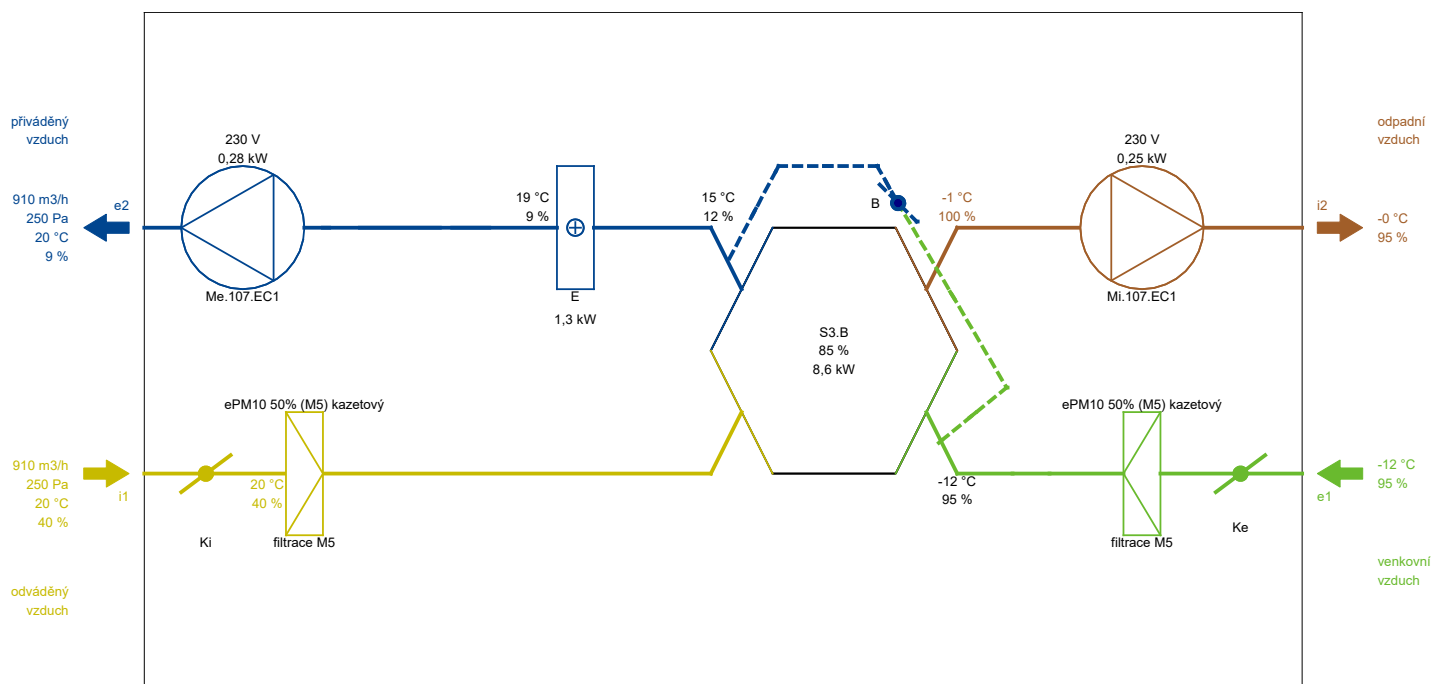 přiváděný
vzduch
910 m3/h
250 Pa
20 °C
9 %
e2
230 V
0,28 kW
Me.107.EC1
19 °C
9 %
E
1,3 kW
15 °C
12 %
B
-1 °C
100 %
230 V
0,25 kW
Mi.107.EC1
odpadní
vzduch
i2
-0 °C
95 %
S3.B
85 %
8,6 kW
910 m3/h
250 Pa
20 °C
40 %
i1
Ki
20 °C
40 %
ePM10 50% (M5) kazetový
filtrace M5
-12 °C
95 %
ePM10 50% (M5) kazetový
filtrace M5
Ke
e1
-12 °C
95 %
odváděný
vzduch
venkovní
vzduch